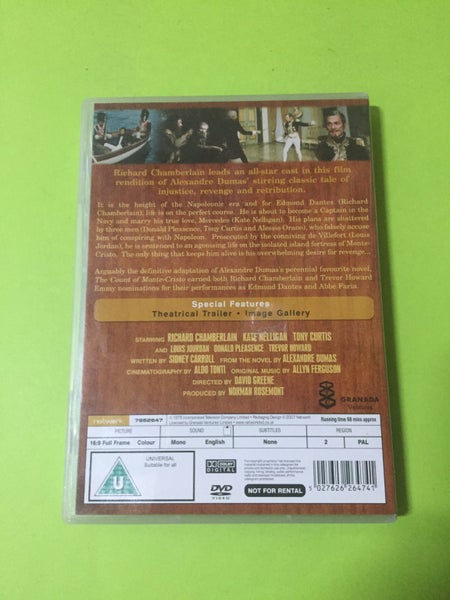 Richard Chamberlain leads an all-star cast in this film
rendition of Alexandre Dumas' stirring classic tale of
injustice, revenge and retribution.
It is the height of the Napoleonic era and for Edmond Dantes (Richard
Chamberlain), life is on the perfect course. He is about to become a Captain in the
Navy and marry his true love, Mercedes (Kate Nelligan). His plans are shattered
by three men (Donald Pleasence, Tony Curtis and Alessio Orano), who falsely accuse
him of conspiring with Napoleon. Prosecuted by the conniving de Villefort (Louis
Jordan), he is sentenced to an agonising life on the isolated island fortress of Monte-
Cristo. The only thing that keeps him alive is his overwhelming desire for revenge...
Arguably the definitive adaptation of Alexandre Dumas's perennial favourite novel,
The Count of Monte-Cristo earned both Richard Chamberlain and Trevor Howard
Emmy nominations for their performances as Edmond Dantes and Abbe Faria.
Special Features
Theatrical Trailer • Image Gallery
STARRING RICHARD CHAMBERLAIN KATE NELLIGAN TONY CURTIS
AND LOUIS JOURDAN DONALD PLEASENCE TREVOR HOWARD
WRITTEN BY SIDNEY CARROLL FROM THE NOVEL BY ALEXANDRE DUMAS
CINEMATOGRAPHY BY ALDO TONTI ORIGINAL MUSIC BY ALLYN FERGUSON
DIRECTED BY DAVID GREENE
PRODUCED BY NORMAN ROSEMONT
GRANADA
Ventures
network 7952647
Running time 98 mins approx
PICTURE SOUND SUBTITLES REGION
16:9 Full Frame Colour Mono English None 2 PAL
UNIVERSAL
Suitable for all
U
DOLBY
DIGITAL
DVD
VIDEO
NOT FOR RENTAL
5 027626 264741